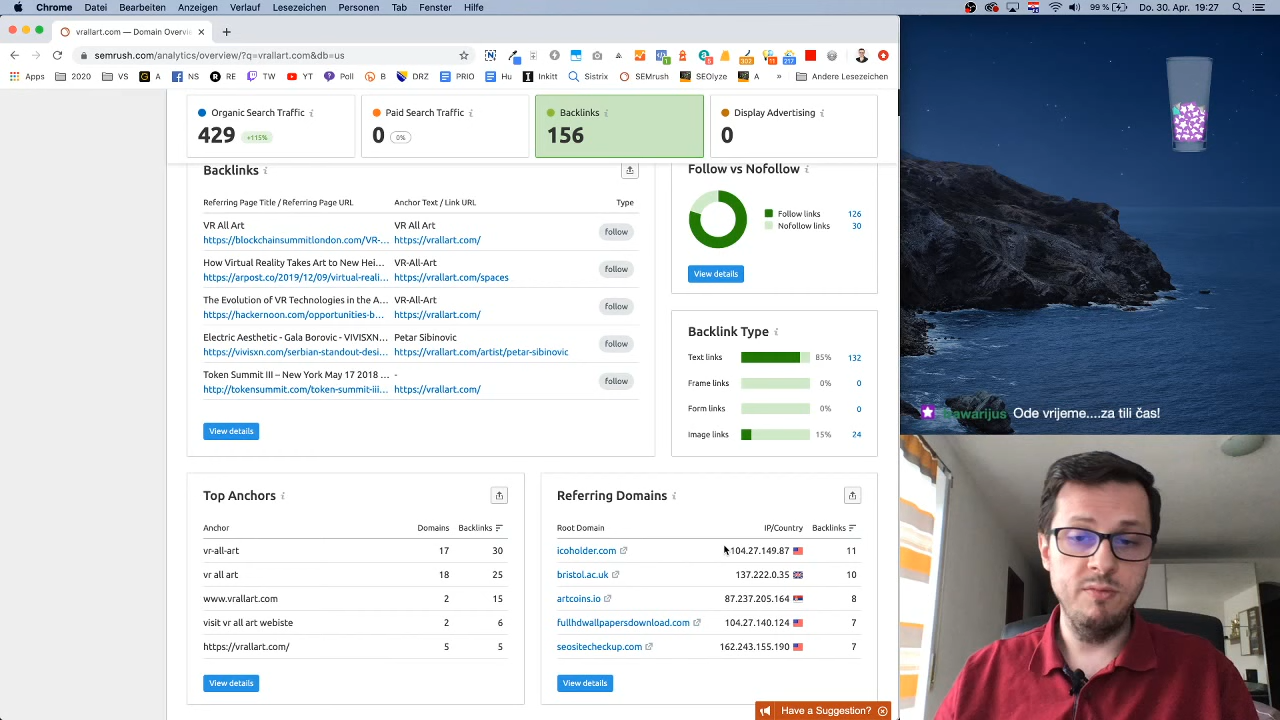 Chrome Datei Bearbeiten Anzeigen Verlauf Lesezeichen Personen Tab Fenster Hilfe
99% Do. 30. Apr. 19:27
vrallart.com — Domain Overvi
semrush.com/analytics/overview/?q=vrallart.com&db=us
Apps 2020 VS A NS RE TW YT Poll B DRZ PRIO Hu Inkitt Sistrix SEMrush SEOlyze A » Andere Lesezeichen
Organic Search Traffic
429 +115%
Paid Search Traffic
0 0%
Backlinks
156
Display Advertising
0
Backlinks
Referring Page Title / Referring Page URL Anchor Text / Link URL Type
VR All Art VR All Art
https://blockchainsummitlondon.com/VR-... https://vrallart.com/ follow
How Virtual Reality Takes Art to New Hei... VR-All-Art
https://arpost.co/2019/12/09/virtual-reali... https://vrallart.com/spaces follow
The Evolution of VR Technologies in the A... VR-All-Art
https://hackernoon.com/opportunities-b... https://vrallart.com/ follow
Electric Aesthetic - Gala Borovic - VIVISXN... Petar Sibinovic
https://vivisxn.com/serbian-standout-desi... https://vrallart.com/artist/petar-sibinovic follow
Token Summit III – New York May 17 2018 ... -
http://tokensummit.com/token-summit-iii... https://vrallart.com/ follow
View details
Follow vs Nofollow
Follow links 126
Nofollow links 30
View details
Backlink Type
Text links 85% 132
Frame links 0% 0
Form links 0% 0
Image links 15% 24
Top Anchors
Anchor Domains Backlinks
vr-all-art 17 30
vr all art 18 25
www.vrallart.com 2 15
visit vr all art webiste 2 6
https://vrallart.com/ 5 5
View details
Referring Domains
Root Domain IP/Country Backlinks
icoholder.com 104.27.149.87 11
bristol.ac.uk 137.222.0.35 10
artcoins.io 87.237.205.164 8
fullhdwallpapersdownload.com 104.27.140.124 7
seositecheckup.com 162.243.155.190 7
View details
Have a Suggestion?
Bawarijus Ode vrijeme....za tili čas!